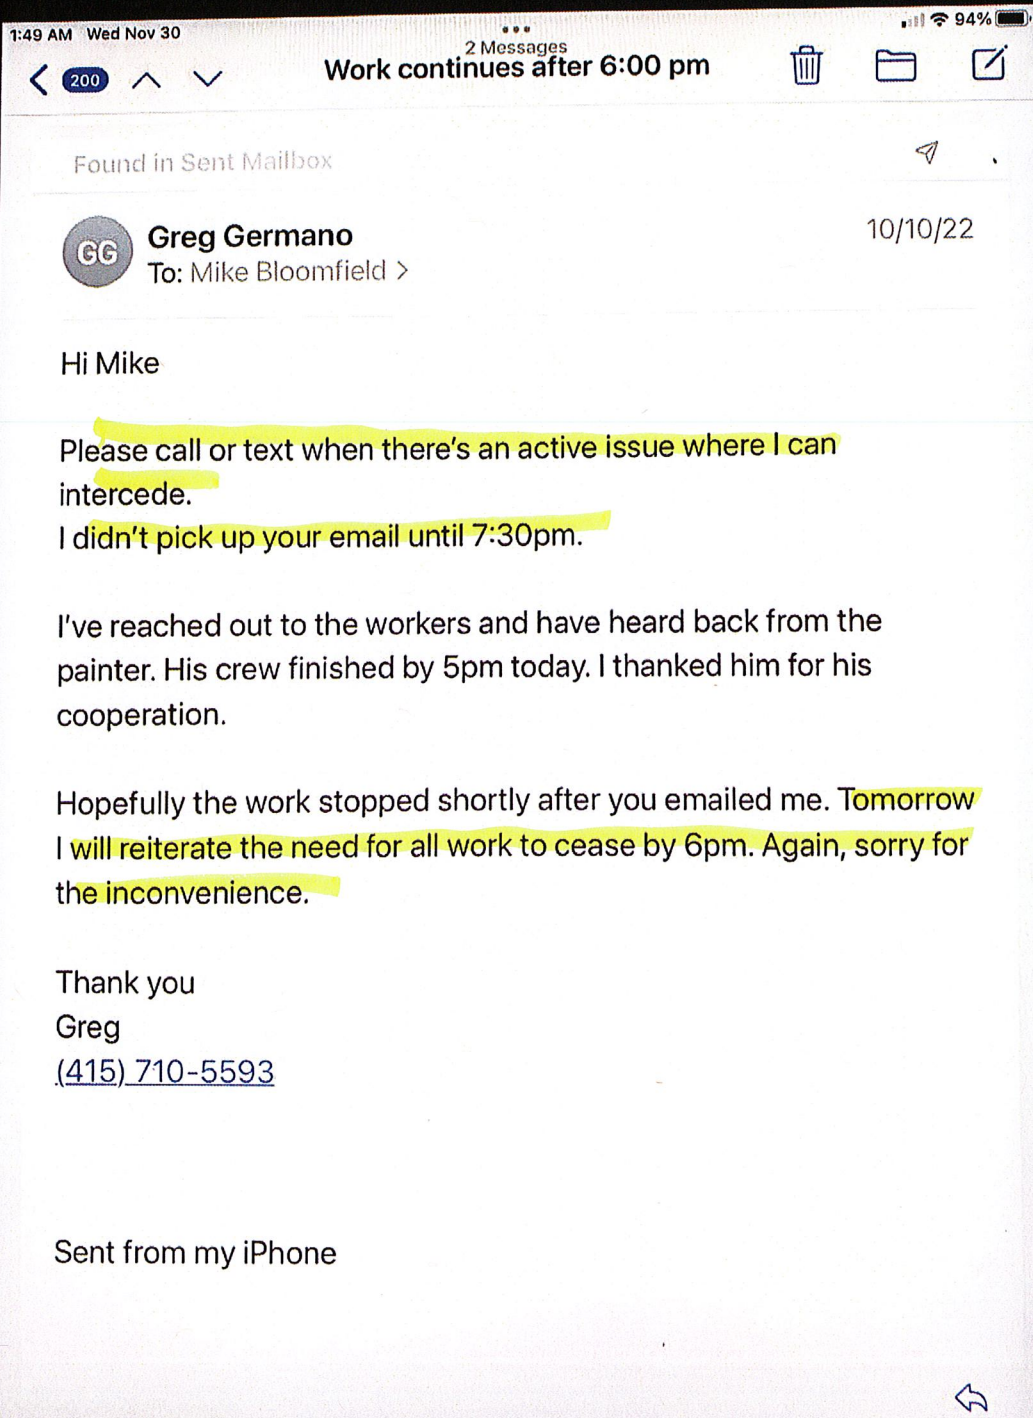 1:49 AM Wed Nov 30
94%
200
2 Messages
Work continues after 6:00 pm
Found in Sent Mailbox
GG
Greg Germano
10/10/22
To: Mike Bloomfield >
Hi Mike
Please call or text when there's an active issue where I can
intercede.
I didn't pick up your email until 7:30pm.
I've reached out to the workers and have heard back from the
painter. His crew finished by 5pm today. I thanked him for his
cooperation.
Hopefully the work stopped shortly after you emailed me. Tomorrow
I will reiterate the need for all work to cease by 6pm. Again, sorry for
the inconvenience.
Thank you
Greg
(415) 710-5593
Sent from my iPhone